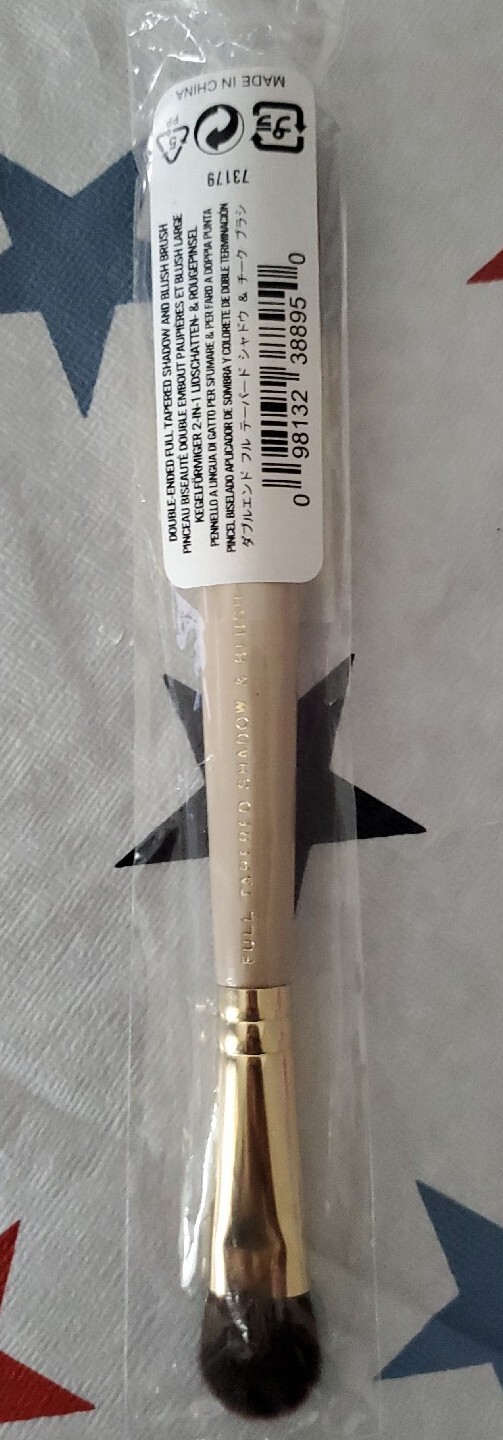 DOUBLE-ENDED FULL TAPERED SHADOW AND BLUSH BRUSH
PINCEAU BISEAUTÉ DOUBLE EMBOUT PAUPIÈRES ET BLUSH LARGE
KEGELFÖRMIGER 2-IN-1 LIDSCHATTEN- & ROUGEPINSEL
PENNELLO A LINGUA DI GATTO PER SFUMARE & PER FARD A DOPPIA PUNTA
PINCEL BISELADO APLICADOR DE SOMBRA Y COLORETE DE DOBLE TERMINACIÓN
ダブルエンド フル テーパード シャドウ & チーク ブラシ
0 98132 38895 0
73179
プラ
5
PP
MADE IN CHINA
FULL TAPERED SHADOW & BLUSH